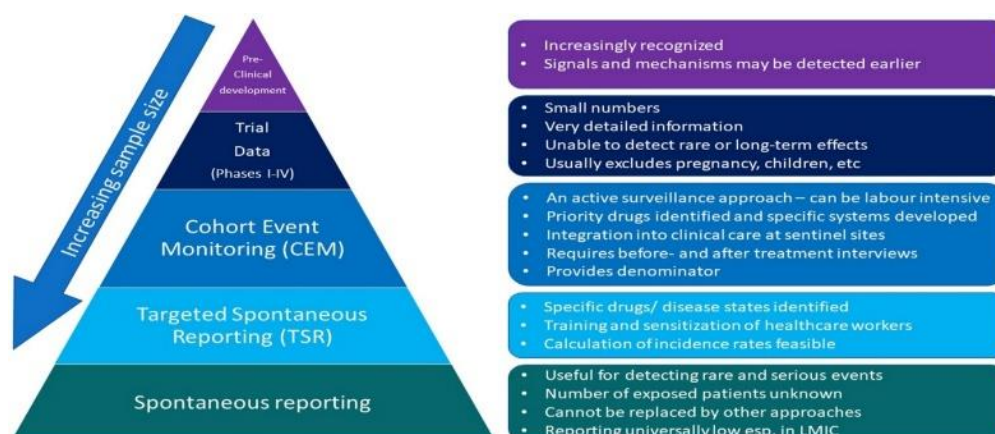 Increasing sample size
Pre-
Clinical
development
Trial
Data
(Phases I-IV)
Cohort Event
Monitoring (CEM)
Targeted Spontaneous
Reporting (TSR)
Spontaneous reporting
• Increasingly recognized
• Signals and mechanisms may be detected earlier
• Small numbers
• Very detailed information
• Unable to detect rare or long-term effects
• Usually excludes pregnancy, children, etc
• An active surveillance approach – can be labour intensive
• Priority drugs identified and specific systems developed
• Integration into clinical care at sentinel sites
• Requires before- and after treatment interviews
• Provides denominator
• Specific drugs/ disease states identified
• Training and sensitization of healthcare workers
• Calculation of incidence rates feasible
• Useful for detecting rare and serious events
• Number of exposed patients unknown
• Cannot be replaced by other approaches
• Reporting universally low esp. in LMIC